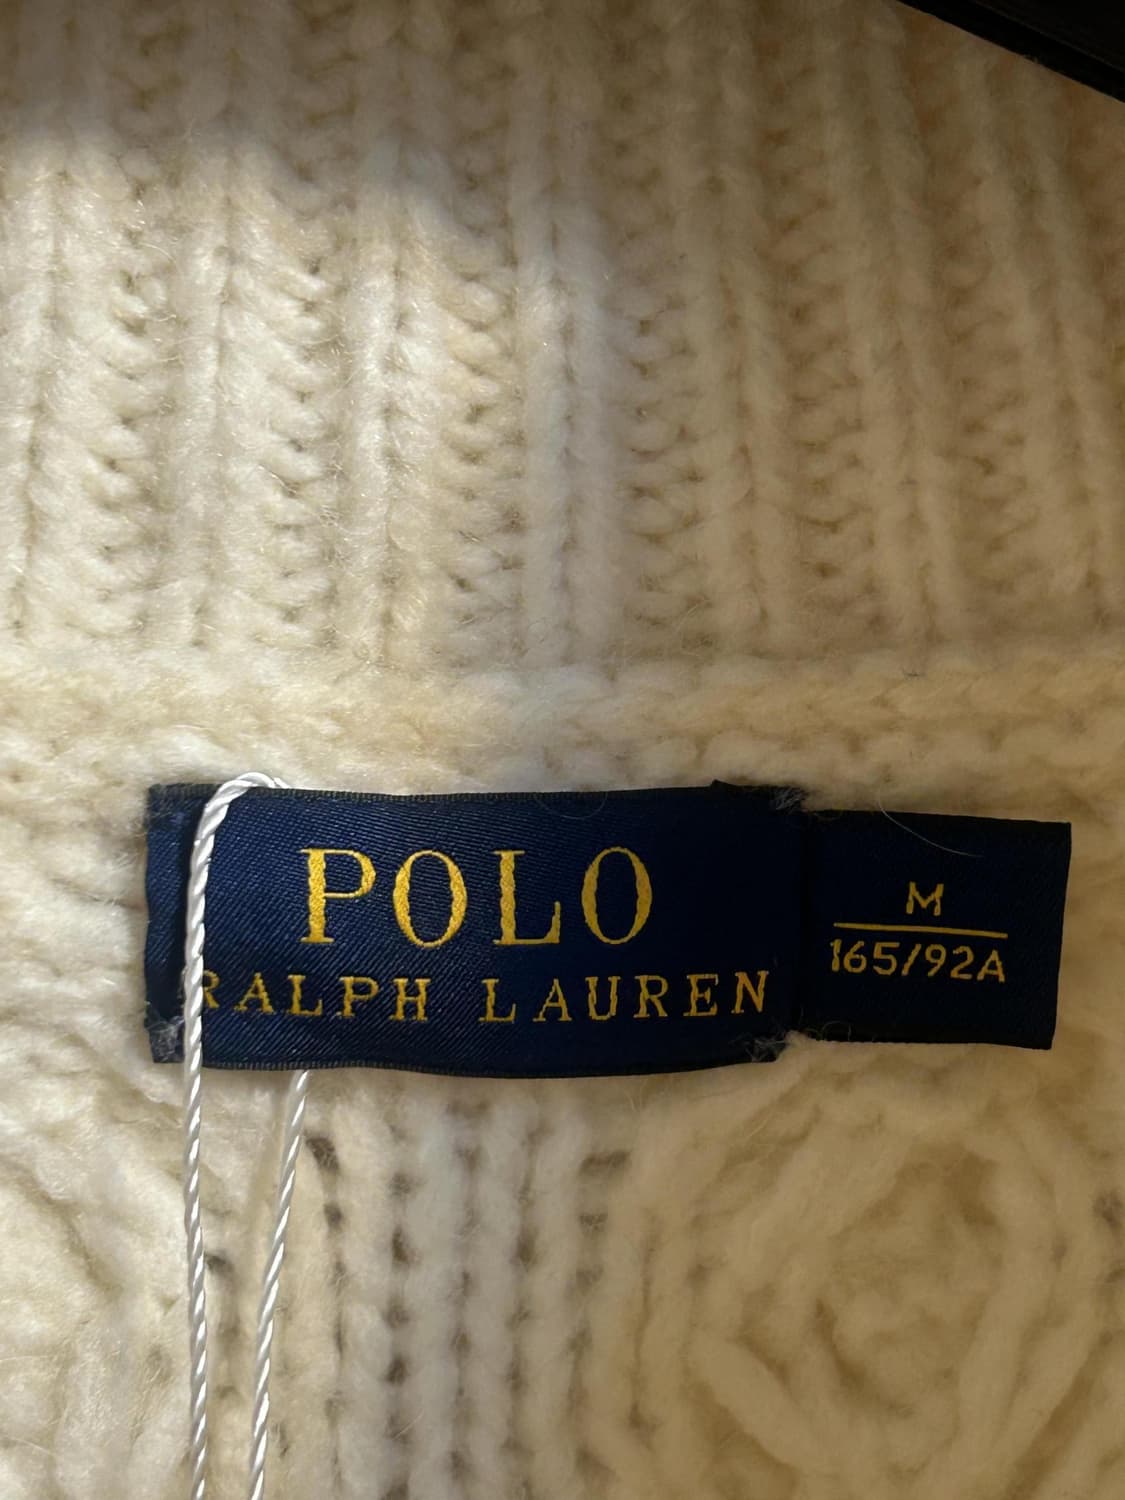 POLO
RALPH LAUREN
M
165/92A